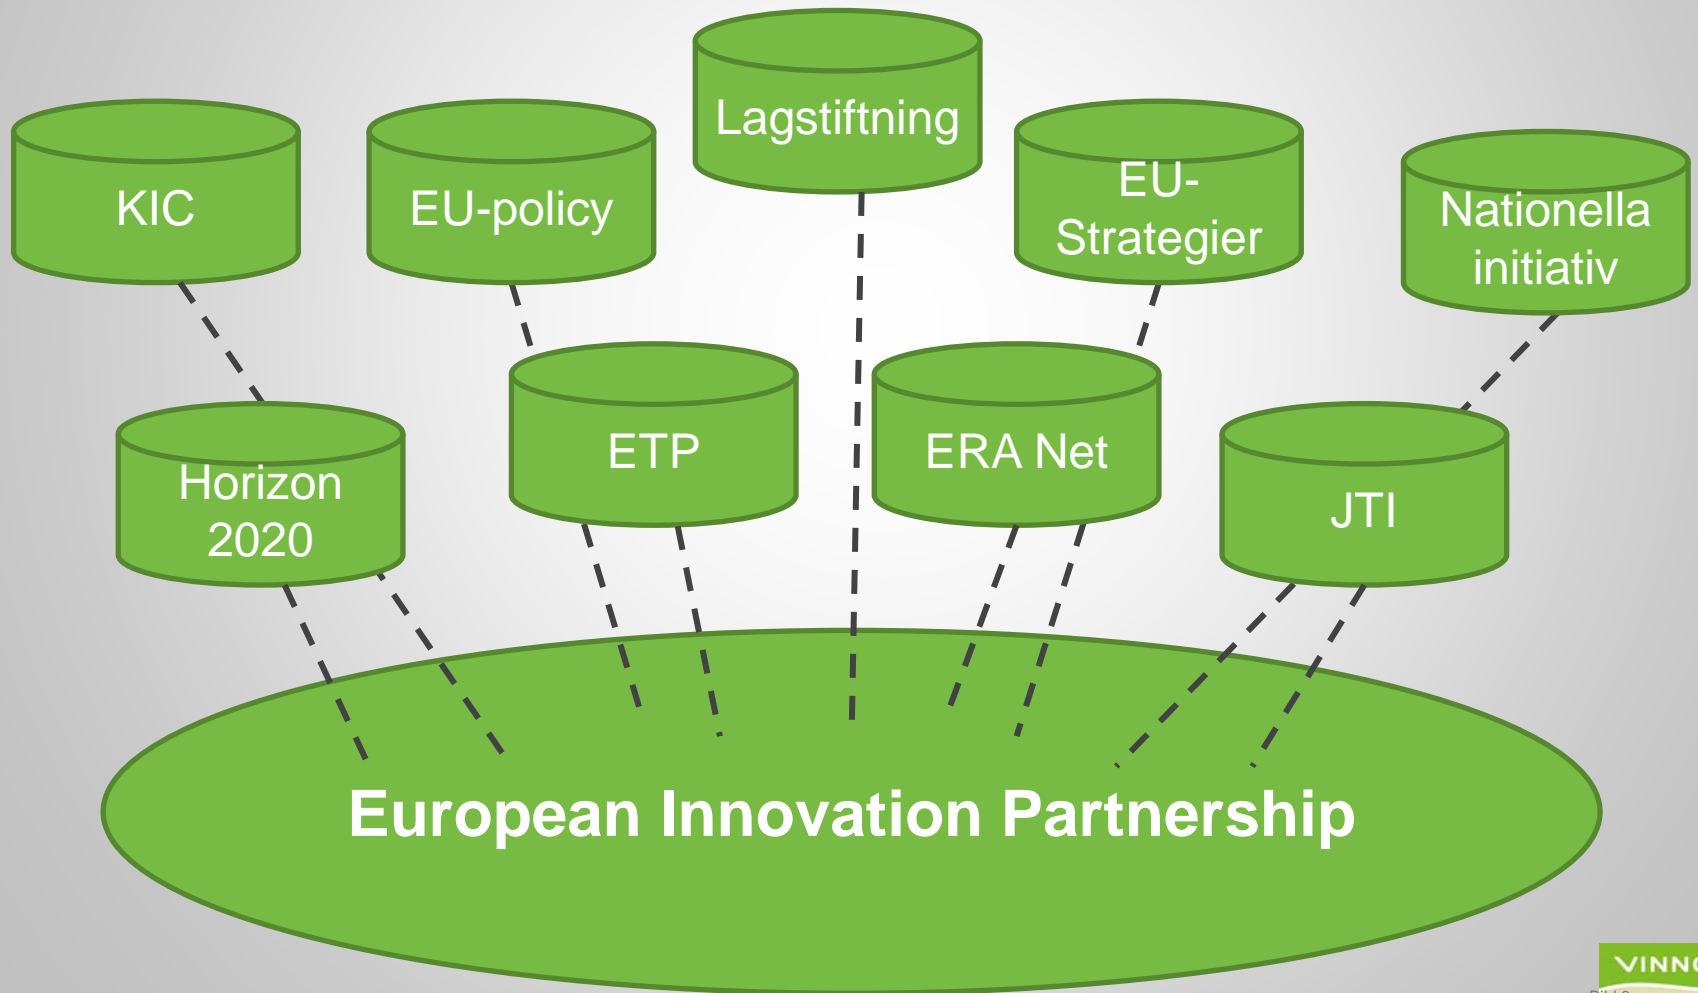 Lagstiftning
KIC
EU-policy
EU-
Strategier
Nationella
initiativ
ETP
ERA Net
Horizon
2020
JTI
European Innovation Partnership